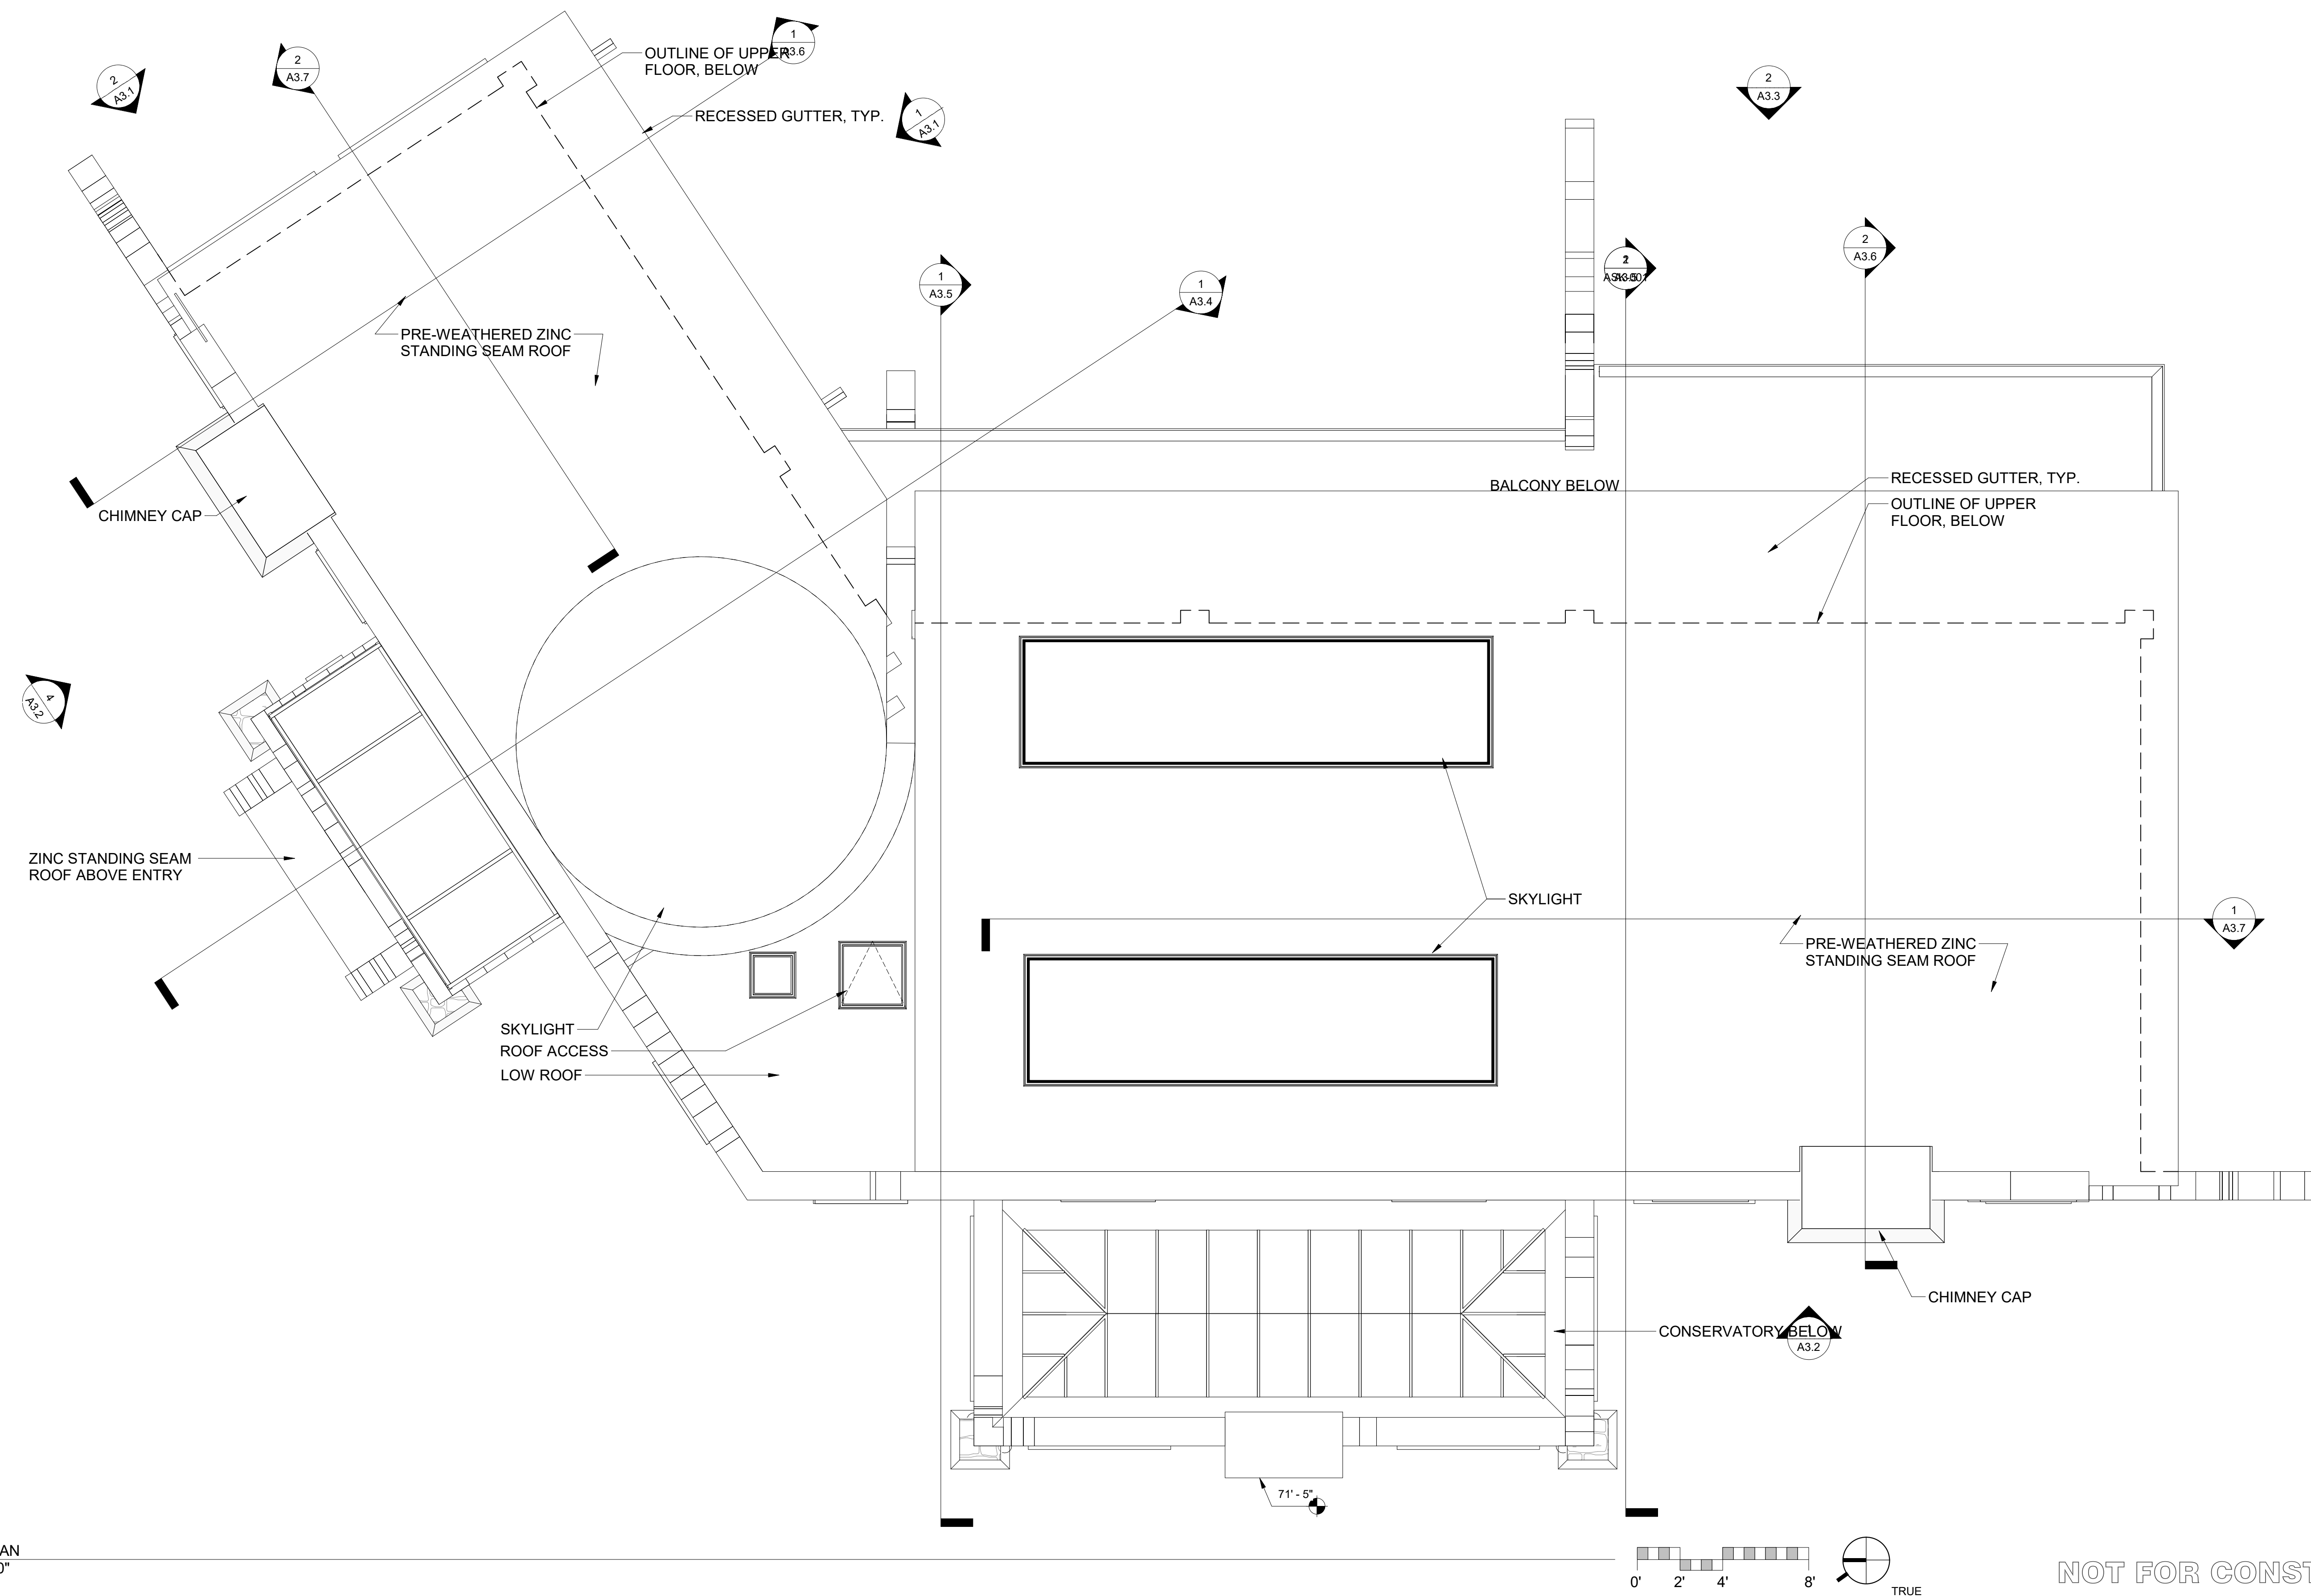 2
A3.1
2
A3.7
1
A3.6
OUTLINE OF UPPER
FLOOR, BELOW
RECESSED GUTTER, TYP.
1
A3.1
2
A3.3
1
A3.5
1
A3.4
2
A3.6
PRE-WEATHERED ZINC
STANDING SEAM ROOF
CHIMNEY CAP
BALCONY BELOW
RECESSED GUTTER, TYP.
OUTLINE OF UPPER
FLOOR, BELOW
4
A3.2
ZINC STANDING SEAM
ROOF ABOVE ENTRY
SKYLIGHT
1
A3.7
PRE-WEATHERED ZINC
STANDING SEAM ROOF
SKYLIGHT
ROOF ACCESS
LOW ROOF
CHIMNEY CAP
CONSERVATORY BELOW
1
A3.2
71' - 5"
AN
0"
0' 2' 4' 8'
TRUE
NOT FOR CONST